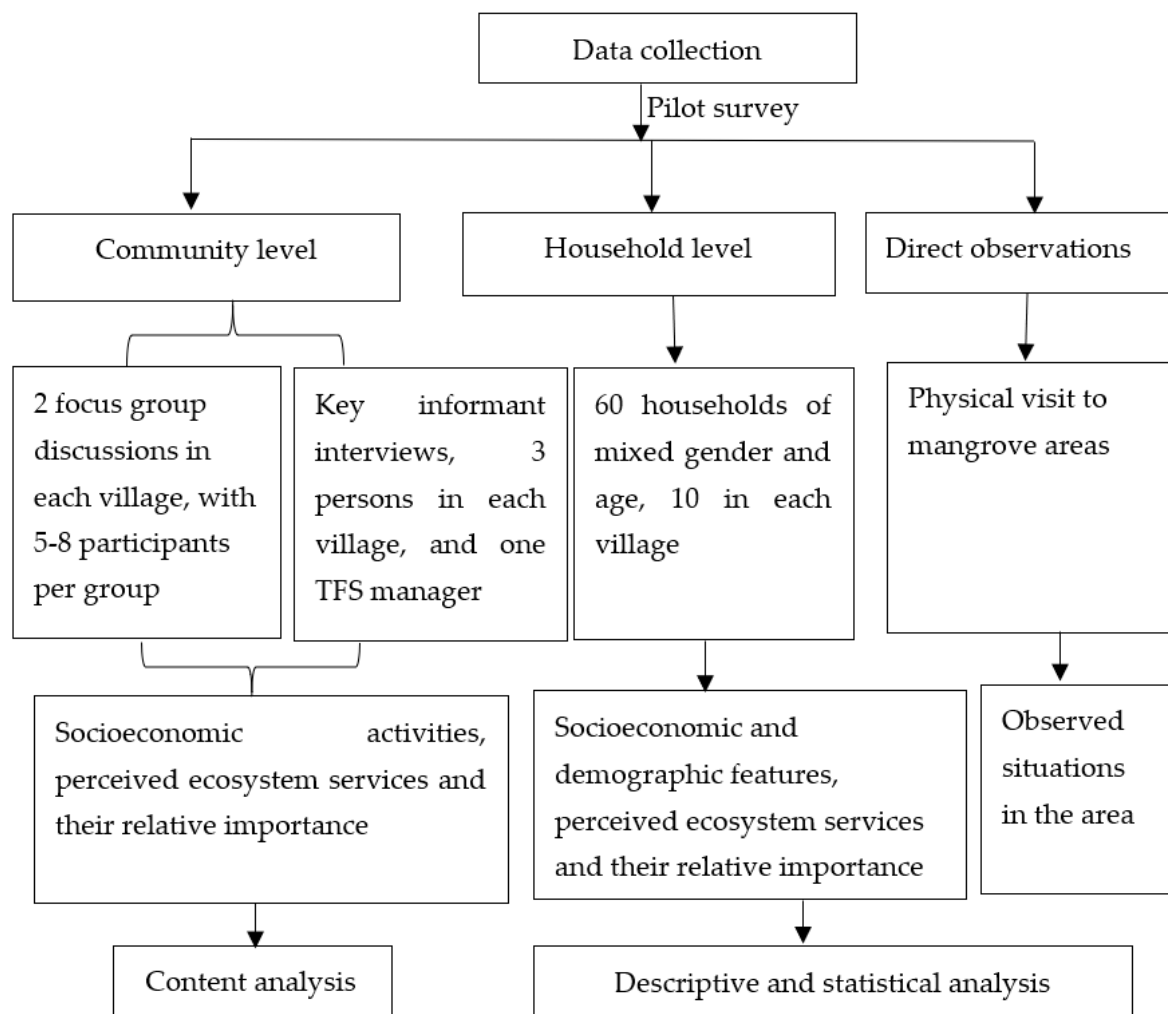 Data collection
Pilot survey
Community level
Household level
Direct observations
2 focus group
discussions in
each village, with
5-8 participants
per group
Key informant
interviews, 3
persons in each
village, and one
TFS manager
60 households of
mixed gender and
age, 10 in each
village
Physical visit to
mangrove areas
Socioeconomic activities,
perceived ecosystem services and
their relative importance
Socioeconomic and
demographic features,
perceived ecosystem services
and their relative importance
Observed
situations
in the area
Content analysis
Descriptive and statistical analysis